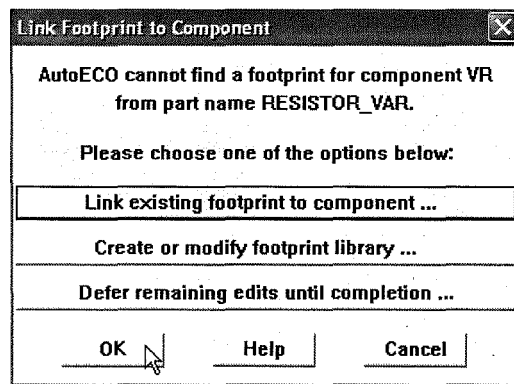 Link Footprint to Component
AutoECO cannot find a footprint for component VR
from part name RESISTOR_VAR.
Please choose one of the options below:
Link existing footprint to component ...
Create or modify footprint library ...
Defer remaining edits until completion ...
OK
Help
Cancel